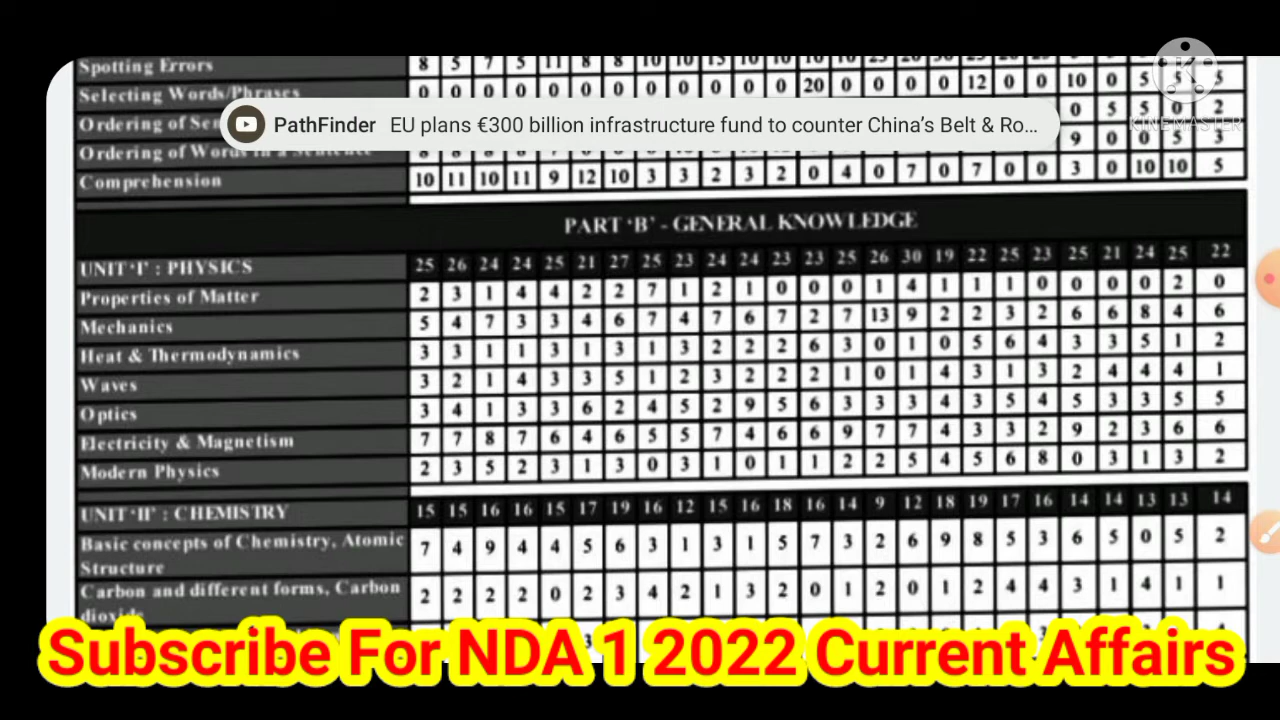 Spotting Errors 8 5 7 5 11 8 8 10 10
Selecting Words/Phrases 0 0 0 0 0 0 0 0 0 0 0 0 20 0 0 0 0 12 0 0 10 0 5 5 5
Ordering of 0 5 5 0 2
PathFinder EU plans €300 billion infrastructure fund to counter China's Belt & Ro...
KINEMASTER
Ordering of Words in a Sentence 9 0 0 5
Comprehension 10 11 10 11 9 12 10 3 3 2 3 2 0 4 0 7 0 7 0 0 3 0 10 10 5
PART 'B' - GENERAL KNOWLEDGE
UNIT 'I' : PHYSICS 25 26 24 24 25 21 27 25 23 24 24 23 23 25 26 30 19 22 25 23 25 21 24 25 22
Properties of Matter 2 3 1 4 4 2 2 7 1 2 1 0 0 0 1 4 1 1 1 0 0 0 0 2 0
Mechanics 5 4 7 3 3 4 6 7 4 7 6 7 2 7 13 9 2 2 3 2 6 6 8 4 6
Heat & Thermodynamics 3 3 1 1 3 1 3 1 3 2 2 2 6 3 0 1 0 5 6 4 3 3 5 1 2
Waves 3 2 1 4 3 3 5 1 2 3 2 2 2 1 0 1 4 3 1 3 2 4 4 4 1
Optics 3 4 1 3 3 6 2 4 5 2 9 5 6 3 3 3 4 3 5 4 5 3 3 5 5
Electricity & Magnetism 7 7 8 7 6 4 6 5 5 7 4 6 6 9 7 7 4 3 3 2 9 2 3 6 6
Modern Physics 2 3 5 2 3 1 3 0 3 1 0 1 1 2 2 5 4 5 6 8 0 3 1 3 2
UNIT 'II' : CHEMISTRY 15 15 16 16 15 17 19 16 12 15 16 18 16 14 9 12 18 19 17 16 14 14 13 13 14
Basic concepts of Chemistry, Atomic
Structure 7 4 9 4 4 5 6 3 1 3 1 5 7 3 2 6 9 8 5 3 6 5 0 5 2
Carbon and different forms, Carbon
dioxide 2 2 2 2 0 2 3 4 2 1 3 2 0 1 2 0 1 2 4 4 3 1 4 1 1
Subscribe For NDA 1 2022 Current Affairs